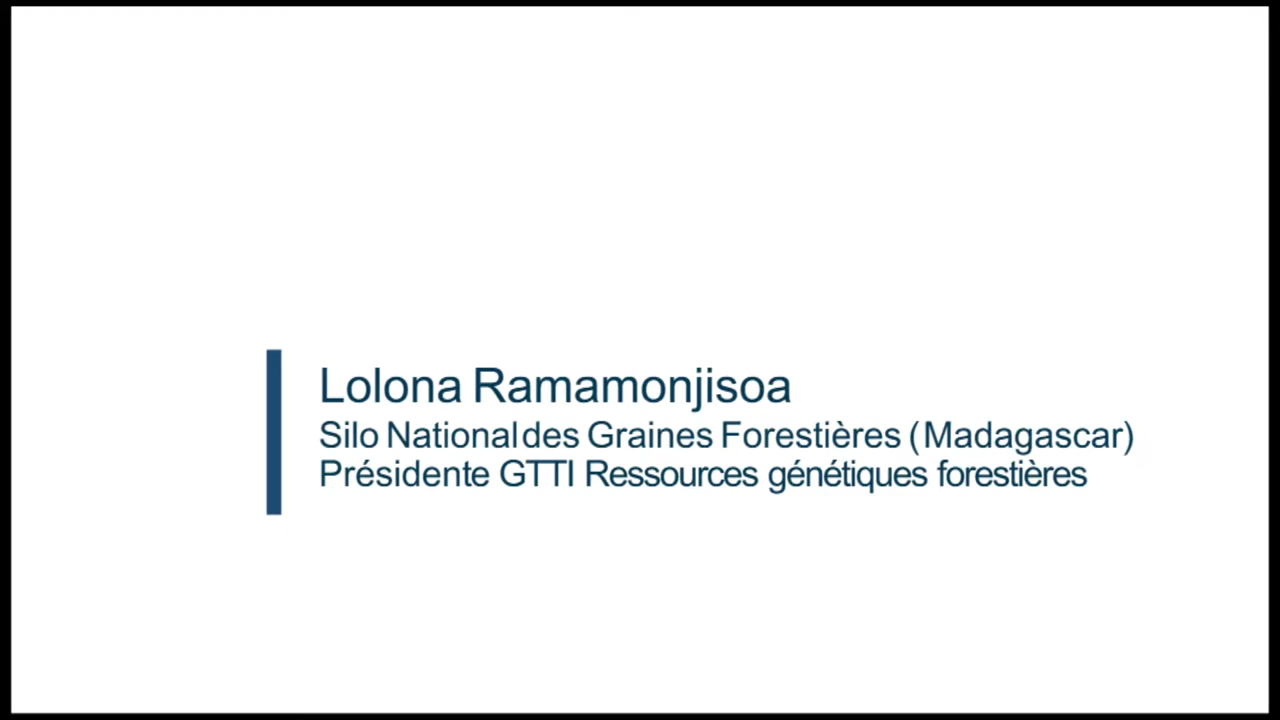 Lolona Ramamonjisoa
Silo National des Graines Forestières (Madagascar)
Présidente GTTI Ressources génétiques forestières